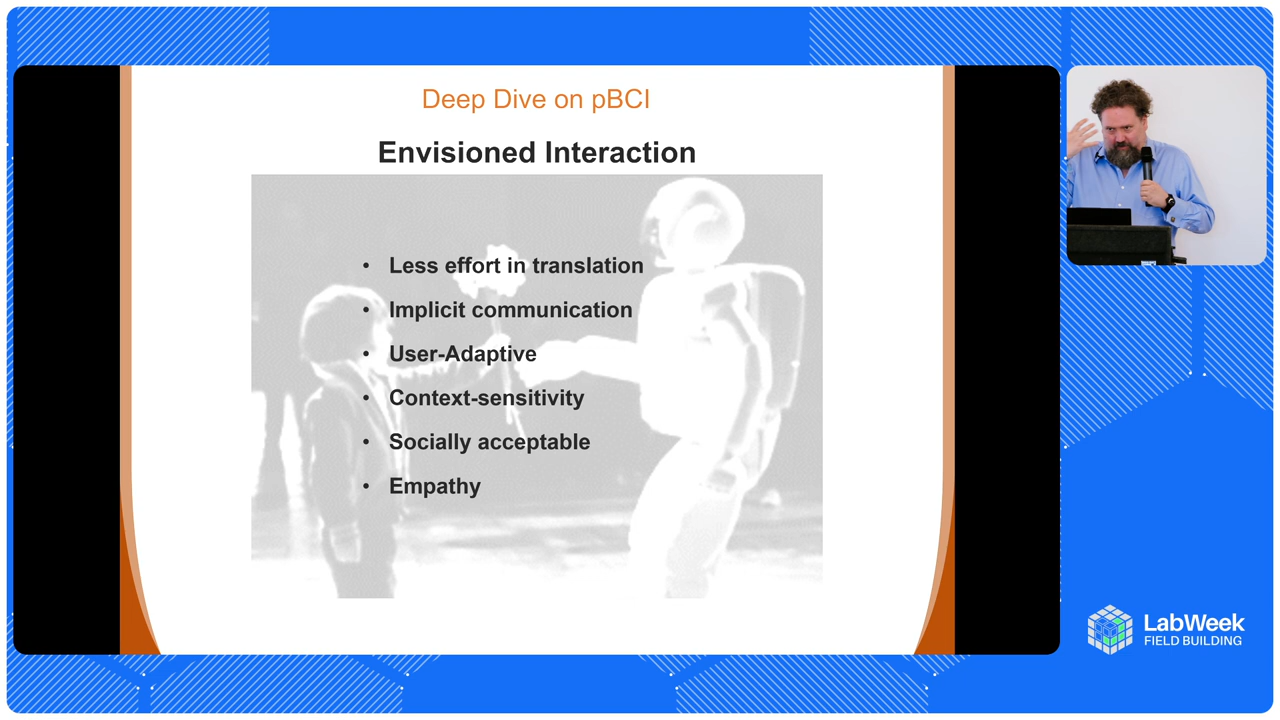 Deep Dive on pBCI
Envisioned Interaction
• Less effort in translation
• Implicit communication
• User-Adaptive
• Context-sensitivity
• Socially acceptable
• Empathy
LabWeek
FIELD BUILDING